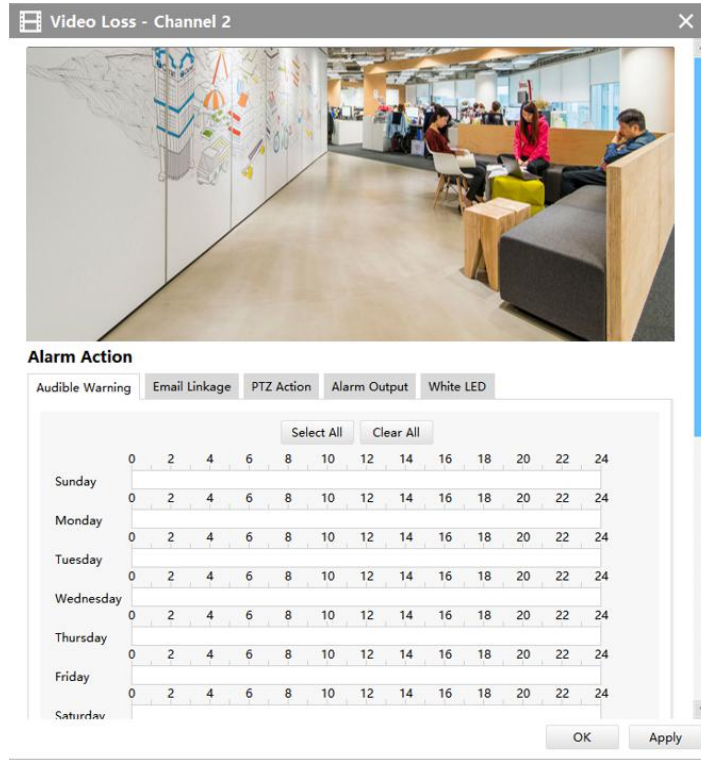 Video Loss - Channel 2
Alarm Action
Audible Warning Email Linkage PTZ Action Alarm Output White LED
Select All Clear All
0 2 4 6 8 10 12 14 16 18 20 22 24
Sunday
0 2 4 6 8 10 12 14 16 18 20 22 24
Monday
0 2 4 6 8 10 12 14 16 18 20 22 24
Tuesday
0 2 4 6 8 10 12 14 16 18 20 22 24
Wednesday
0 2 4 6 8 10 12 14 16 18 20 22 24
Thursday
0 2 4 6 8 10 12 14 16 18 20 22 24
Friday
0 2 4 6 8 10 12 14 16 18 20 22 24
Saturday
OK Apply